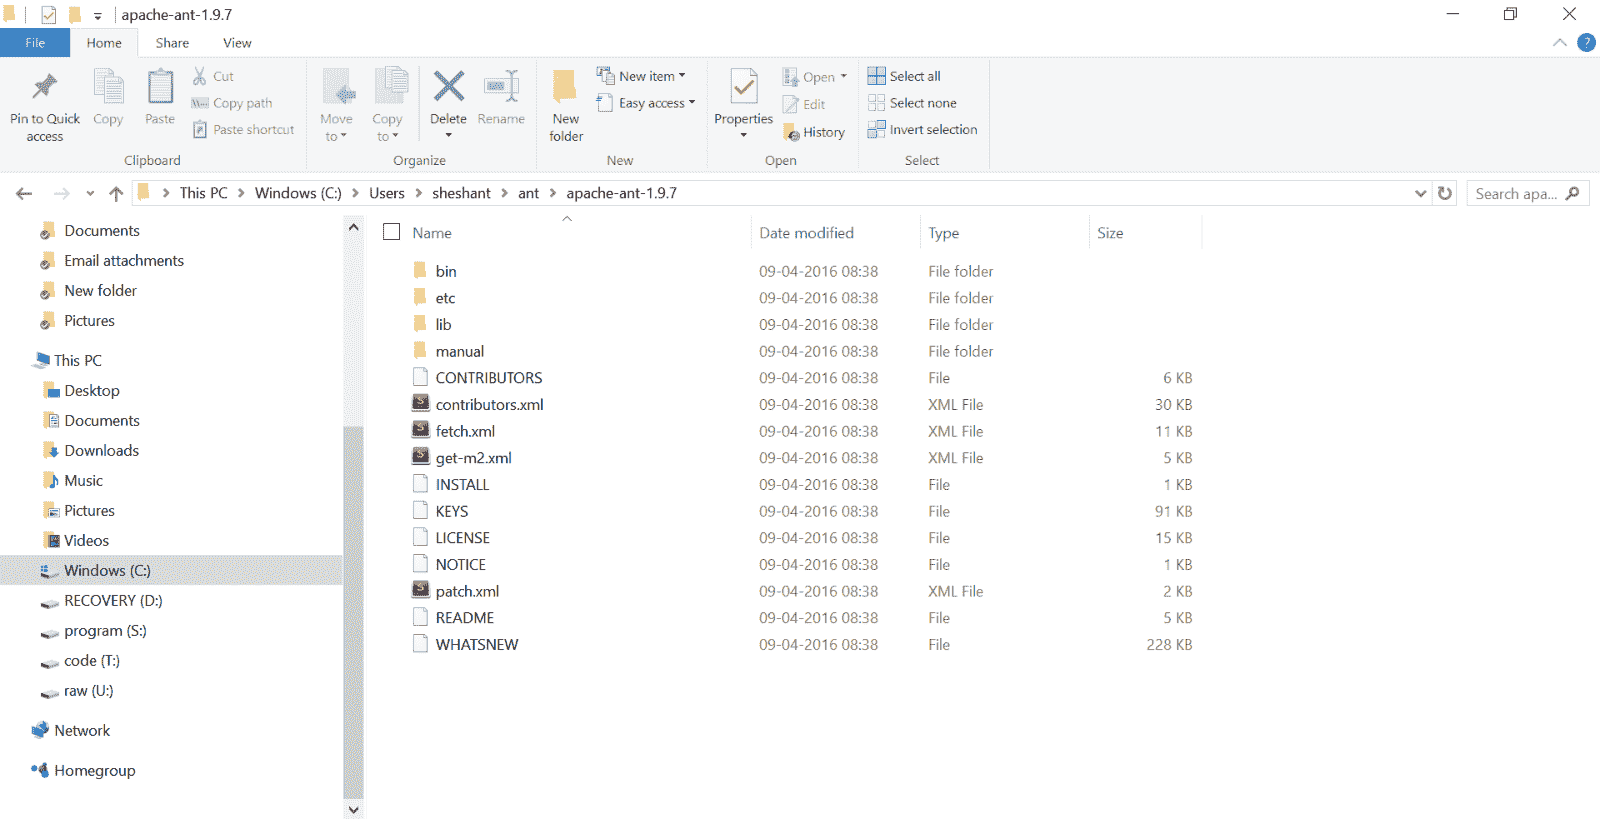 apache-ant-1.9.7
File Home Share View ?
Pin to Quick access
Copy
Paste
Cut
Copy path
Paste shortcut
Clipboard
Move to
Copy to
Delete
Rename
Organize
New folder
New item
Easy access
New
Properties
Open
Edit
History
Open
Select all
Select none
Invert selection
Select
This PC Windows (C:) Users sheshant ant apache-ant-1.9.7
Search apa...
Documents
Email attachments
New folder
Pictures
This PC
Desktop
Documents
Downloads
Music
Pictures
Videos
Windows (C:)
RECOVERY (D:)
program (S:)
code (T:)
raw (U:)
Network
Homegroup
Name Date modified Type Size
bin 09-04-2016 08:38 File folder
etc 09-04-2016 08:38 File folder
lib 09-04-2016 08:38 File folder
manual 09-04-2016 08:38 File folder
CONTRIBUTORS 09-04-2016 08:38 File 6 KB
contributors.xml 09-04-2016 08:38 XML File 30 KB
fetch.xml 09-04-2016 08:38 XML File 11 KB
get-m2.xml 09-04-2016 08:38 XML File 5 KB
INSTALL 09-04-2016 08:38 File 1 KB
KEYS 09-04-2016 08:38 File 91 KB
LICENSE 09-04-2016 08:38 File 15 KB
NOTICE 09-04-2016 08:38 File 1 KB
patch.xml 09-04-2016 08:38 XML File 2 KB
README 09-04-2016 08:38 File 5 KB
WHATSNEW 09-04-2016 08:38 File 228 KB